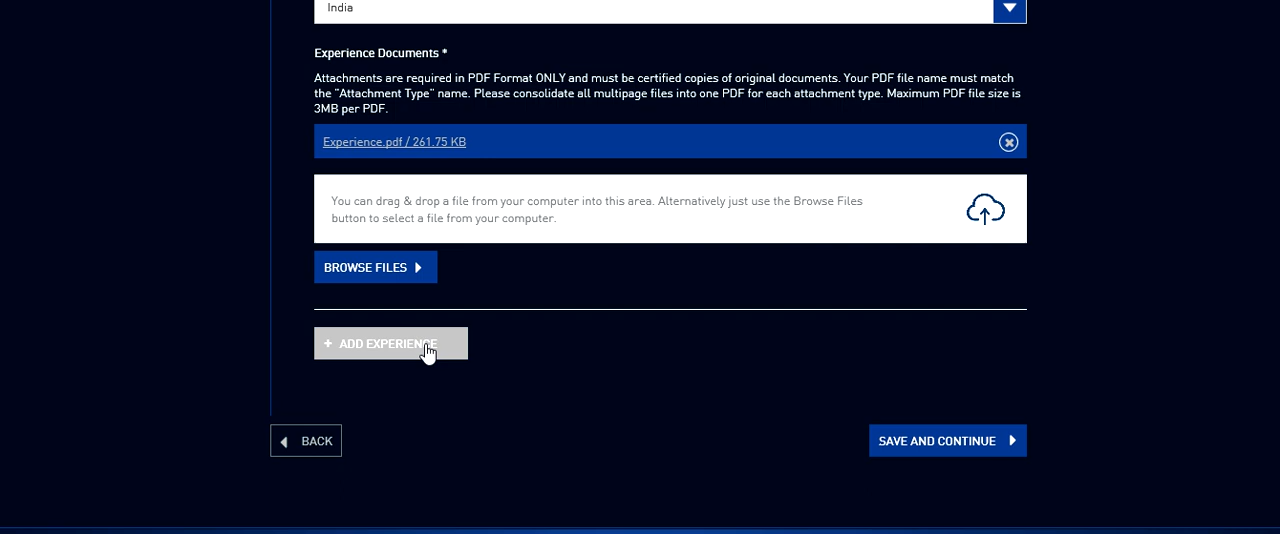 India
Experience Documents *
Attachments are required in PDF Format ONLY and must be certified copies of original documents. Your PDF file name must match
the "Attachment Type" name. Please consolidate all multipage files into one PDF for each attachment type. Maximum PDF file size is
3MB per PDF.
Experience.pdf / 261.75 KB
You can drag & drop a file from your computer into this area. Alternatively just use the Browse Files
button to select a file from your computer.
BROWSE FILES
+ ADD EXPERIENCE
BACK
SAVE AND CONTINUE